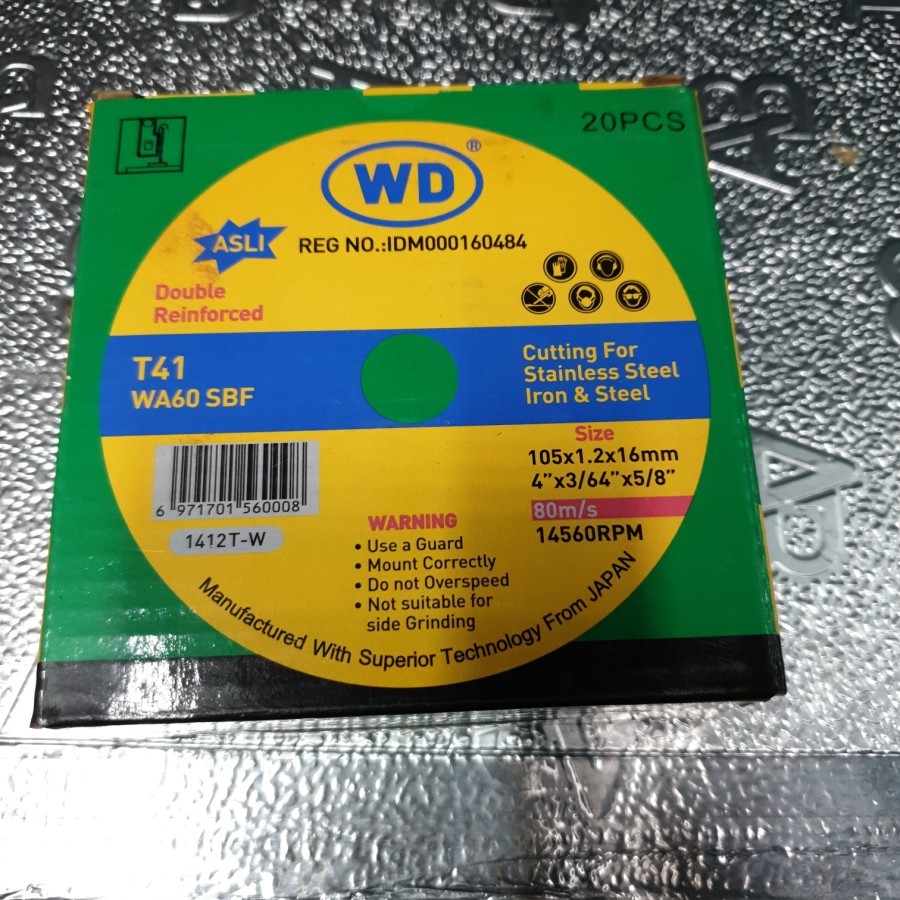 20PCS
WD®
ASLI
REG NO.:IDM000160484
Double
Reinforced
T41
WA60 SBF
Cutting For
Stainless Steel
Iron & Steel
Size
105x1.2x16mm
4”x3/64”x5/8”
80m/s
14560RPM
6 971701 560008
1412T-W
WARNING
• Use a Guard
• Mount Correctly
• Do not Overspeed
• Not suitable for
side Grinding
Manufactured With Superior Technology From JAPAN